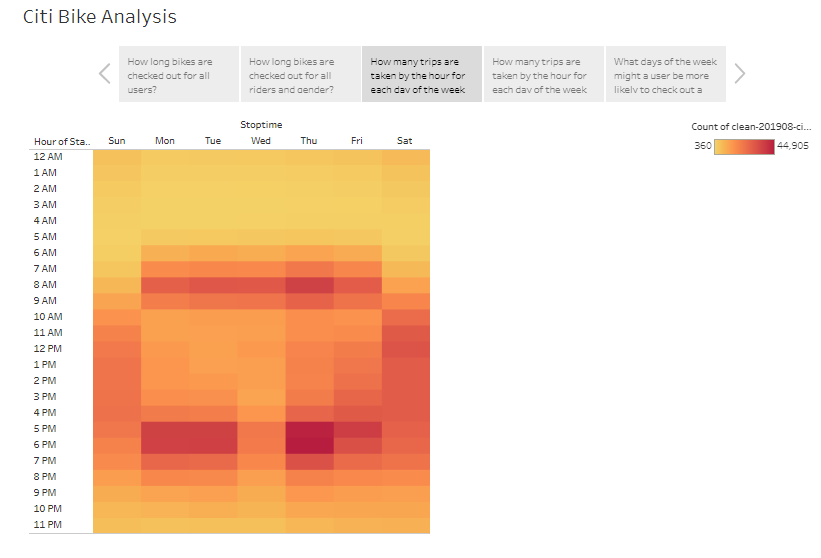 Citi Bike Analysis
How long bikes are
checked out for all
users?
How long bikes are
checked out for all
riders and gender?
How many trips are
taken by the hour for
each day of the week
How many trips are
taken by the hour for
each day of the week
What days of the week
might a user be more
likely to check out a
Stoptime
Hour of Sta.. Sun Mon Tue Wed Thu Fri Sat
12 AM
1 AM
2 AM
3 AM
4 AM
5 AM
6 AM
7 AM
8 AM
9 AM
10 AM
11 AM
12 PM
1 PM
2 PM
3 PM
4 PM
5 PM
6 PM
7 PM
8 PM
9 PM
10 PM
11 PM
Count of clean-201908-ci...
360 44,905